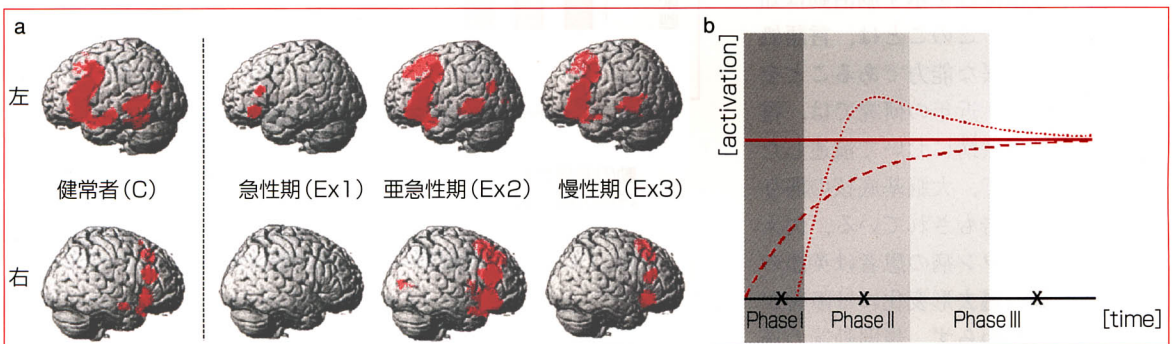 a
左
健常者(C)
急性期(Ex1)
亜急性期(Ex2)
慢性期(Ex3)
右
b
[activation]
Phase I
Phase II
Phase III
[time]